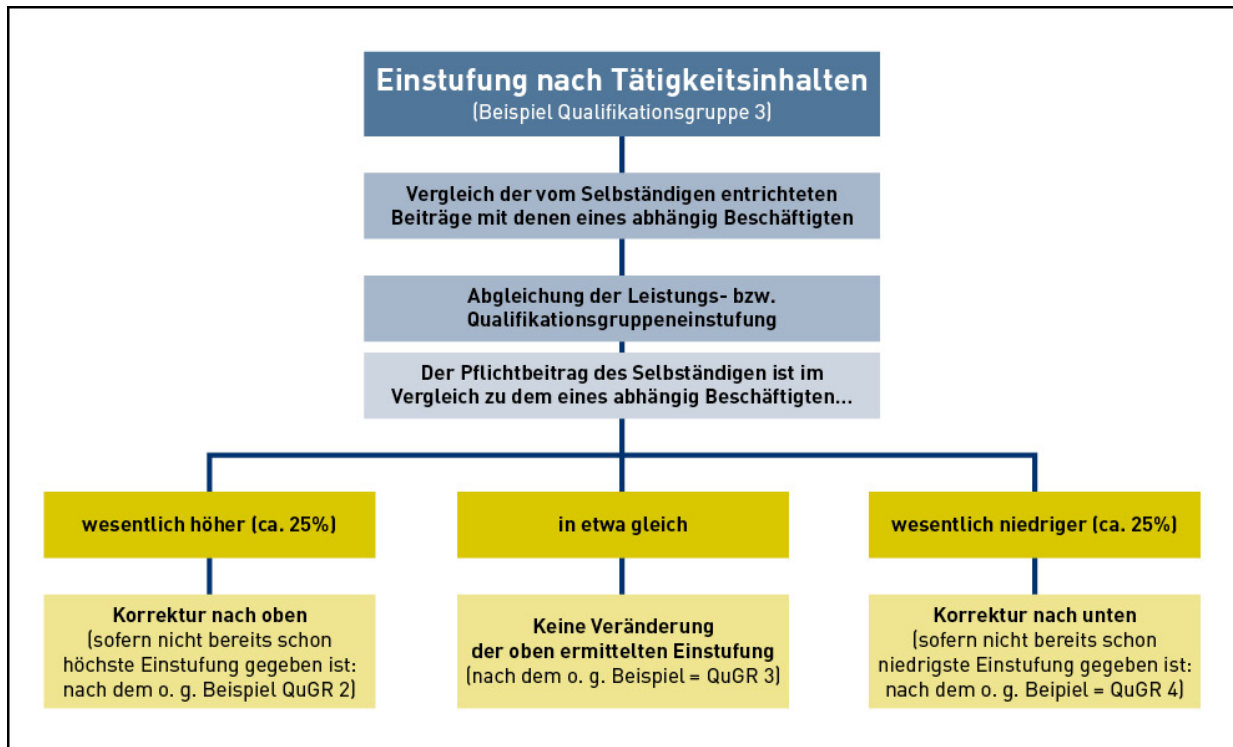 Einstufung nach Tätigkeitsinhalten
(Beispiel Qualifikationsgruppe 3)
Vergleich der vom Selbständigen entrichteten
Beiträge mit denen eines abhängig Beschäftigten
Abgleichung der Leistungs- bzw.
Qualifikationsgruppeneinstufung
Der Pflichtbeitrag des Selbständigen ist im
Vergleich zu dem eines abhängig Beschäftigten...
wesentlich höher (ca. 25%)
in etwa gleich
wesentlich niedriger (ca. 25%)
Korrektur nach oben
(sofern nicht bereits schon
höchste Einstufung gegeben ist:
nach dem o. g. Beispiel QuGR 2)
Keine Veränderung
der oben ermittelten Einstufung
(nach dem o. g. Beispiel = QuGR 3)
Korrektur nach unten
(sofern nicht bereits schon
niedrigste Einstufung gegeben ist:
nach dem o. g. Beipiel = QuGR 4)